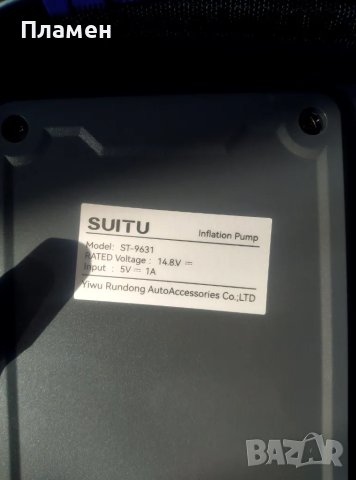 Пламен
SUITU
Inflation Pump
Model: ST-9631
RATED Voltage : 14.8V ⎓
Input : 5V ⎓ 1A
Yiwu Rundong AutoAccessories Co.;LTD
BAZAR